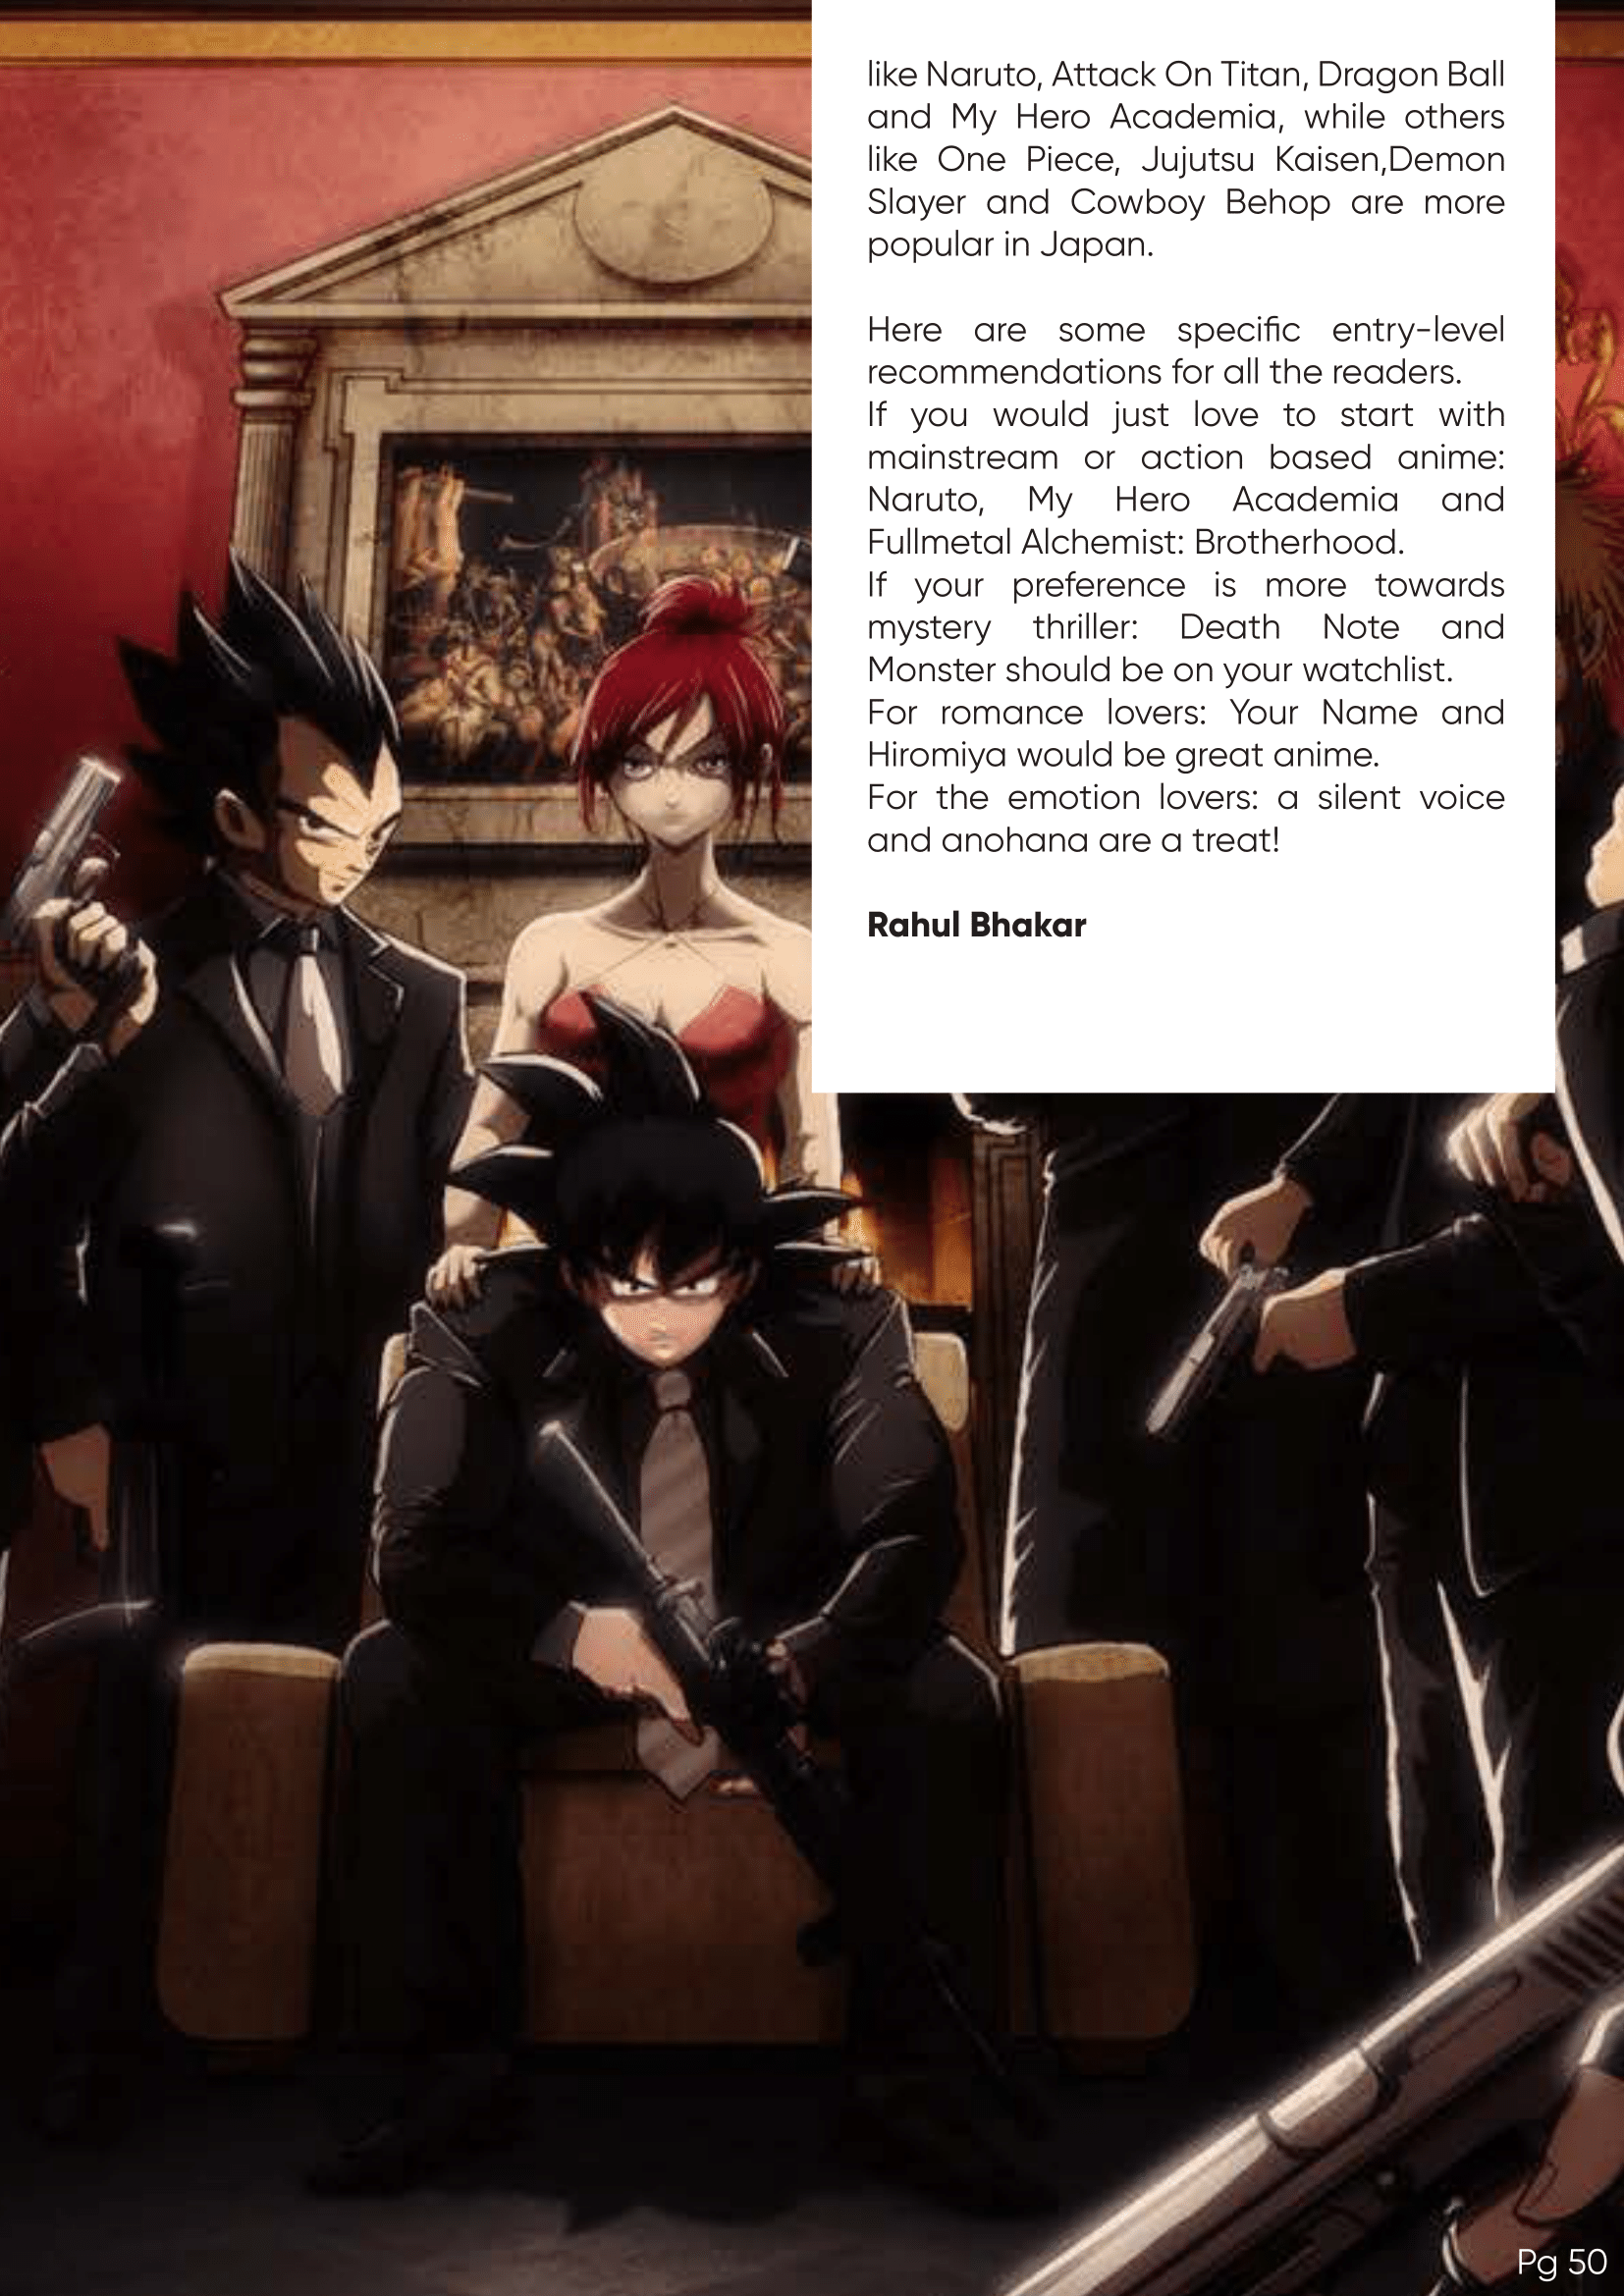 like Naruto, Attack On Titan, Dragon Ball
and My Hero Academia, while others
like One Piece, Jujutsu Kaisen,Demon
Slayer and Cowboy Behop are more
popular in Japan.
Here are some specific entry-level
recommendations for all the readers.
If you would just love to start with
mainstream or action based anime:
Naruto, My Hero Academia and
Fullmetal Alchemist: Brotherhood.
If your preference is more towards
mystery thriller: Death Note and
Monster should be on your watchlist.
For romance lovers: Your Name and
Hiromiya would be great anime.
For the emotion lovers: a silent voice
and anohana are a treat!
Rahul Bhakar
Pg 50